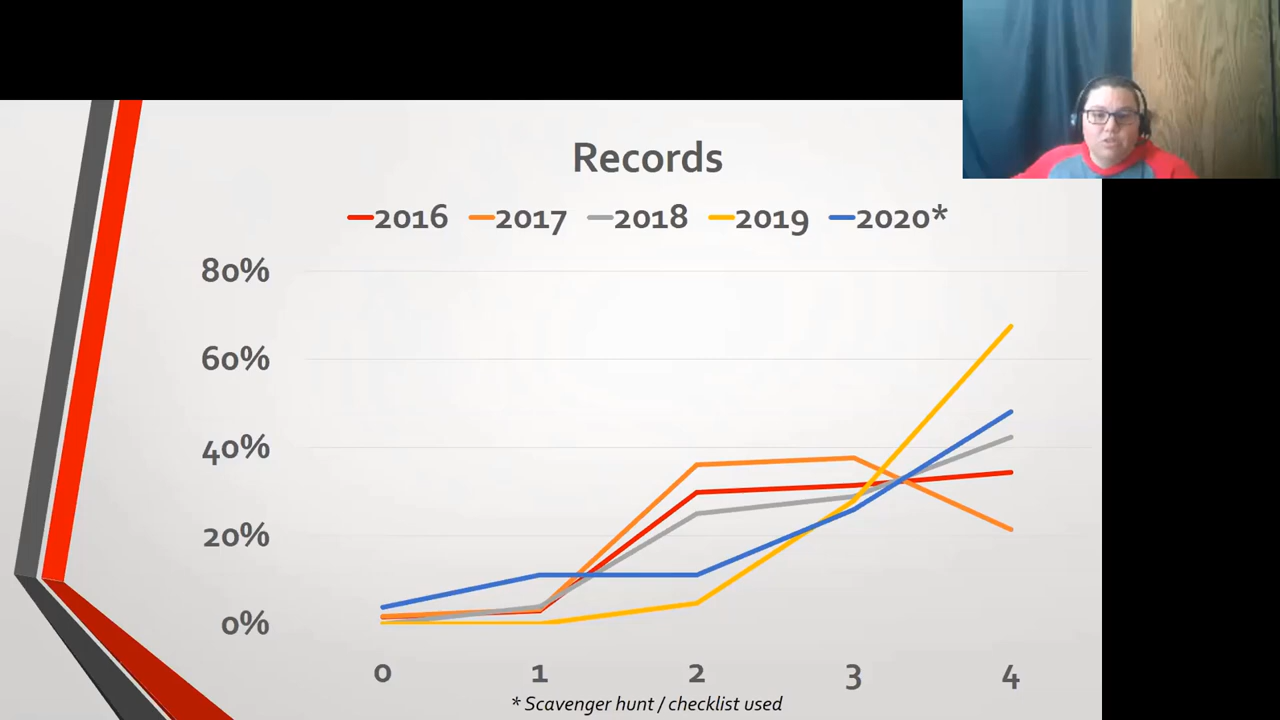 Records
2016 2017 2018 2019 2020*
80%
60%
40%
20%
0%
0 1 2 3 4
* Scavenger hunt / checklist used